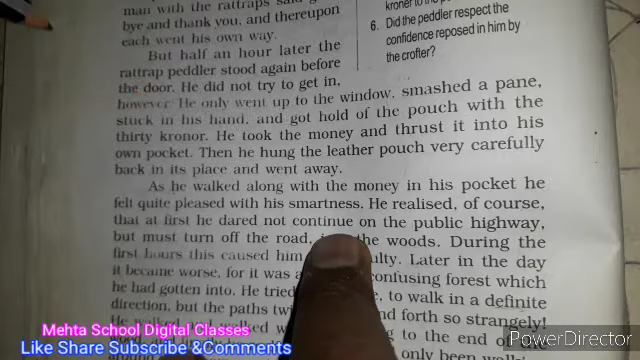 man with the rattraps said
bye and thank you, and thereupon
each went his own way.
But half an hour later the
rattrap peddler stood again before
the door. He did not try to get in,
however. He only went up to the window, smashed a pane,
stuck in his hand, and got hold of the pouch with the
thirty kronor. He took the money and thrust it into his
own pocket. Then he hung the leather pouch very carefully
back in its place and went away.
As he walked along with the money in his pocket he
felt quite pleased with his smartness. He realised, of course,
that at first he dared not continue on the public highway,
but must turn off the road, the woods. During the
first hours this caused him Later in the day
it became worse, for it was a confusing forest which
he had gotten into. He tried to walk in a definite
direction, but the paths and forth so strangely!
He walked to the end of
only been
kroner to the
6. Did the peddler respect the
confidence reposed in him by
the crofter?
Mehta School Digital Classes
Like Share Subscribe &Comments
PowerDirector